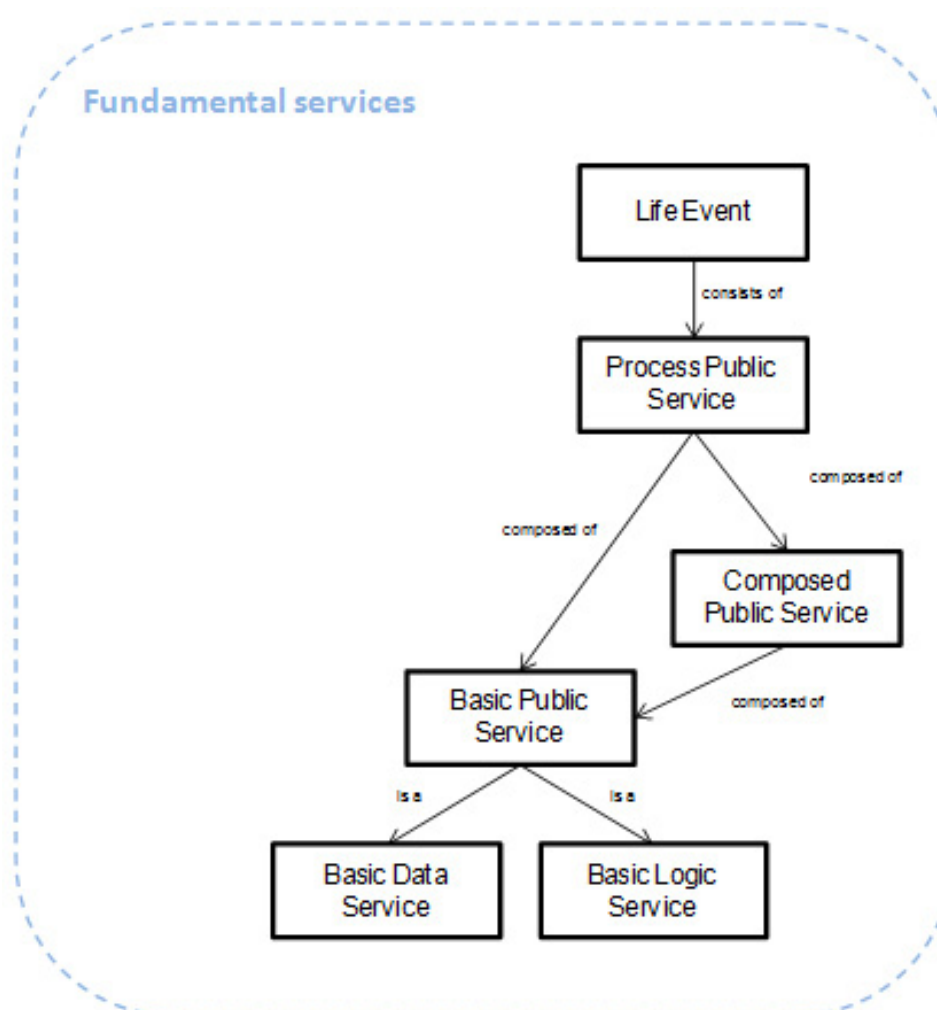 Fundamental services
Life Event
consists of
Process Public
Service
composed of
composed of
Composed
Public Service
Basic Public
Service
composed of
Is a
Is a
Basic Data
Service
Basic Logic
Service